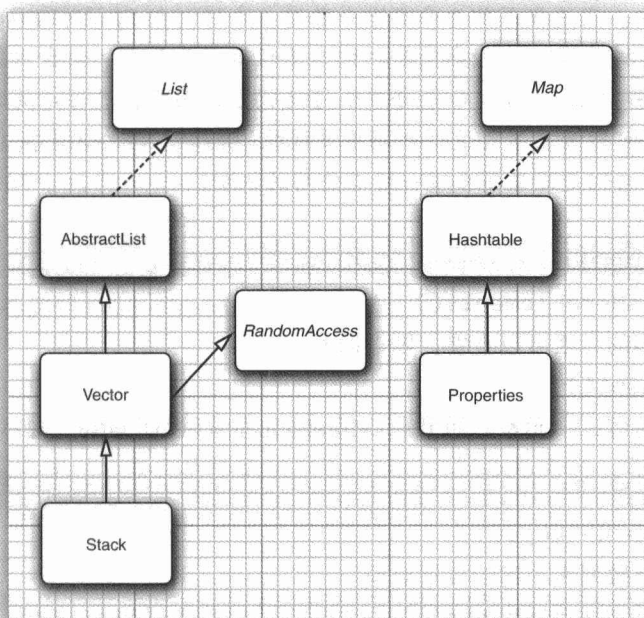 List
Map
AbstractList
Hashtable
RandomAccess
Vector
Properties
Stack